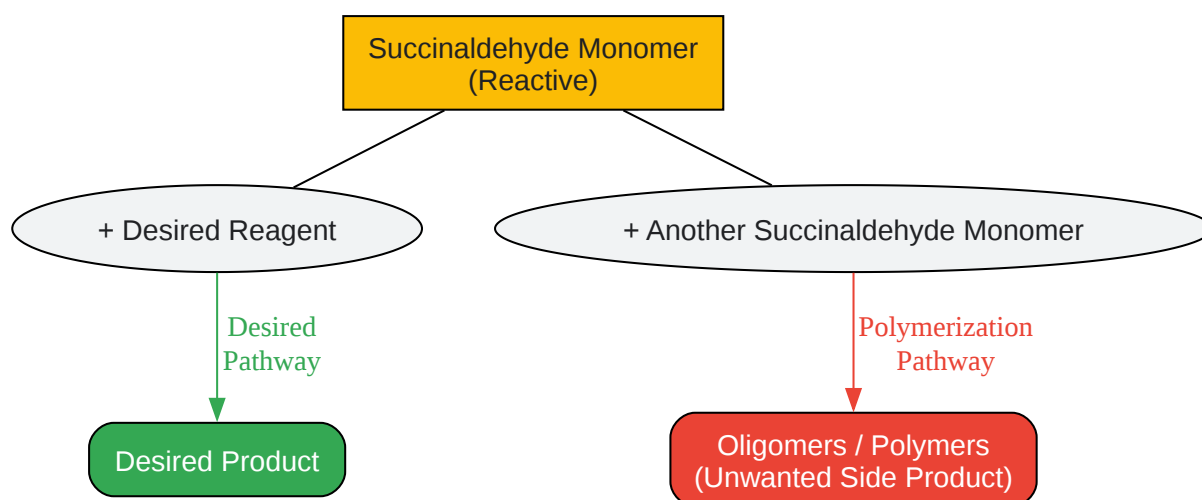 Succinaldehyde Monomer
(Reactive)
+ Desired Reagent
+ Another Succinaldehyde Monomer
Desired
Pathway
Polymerization
Pathway
Desired Product
Oligomers / Polymers
(Unwanted Side Product)